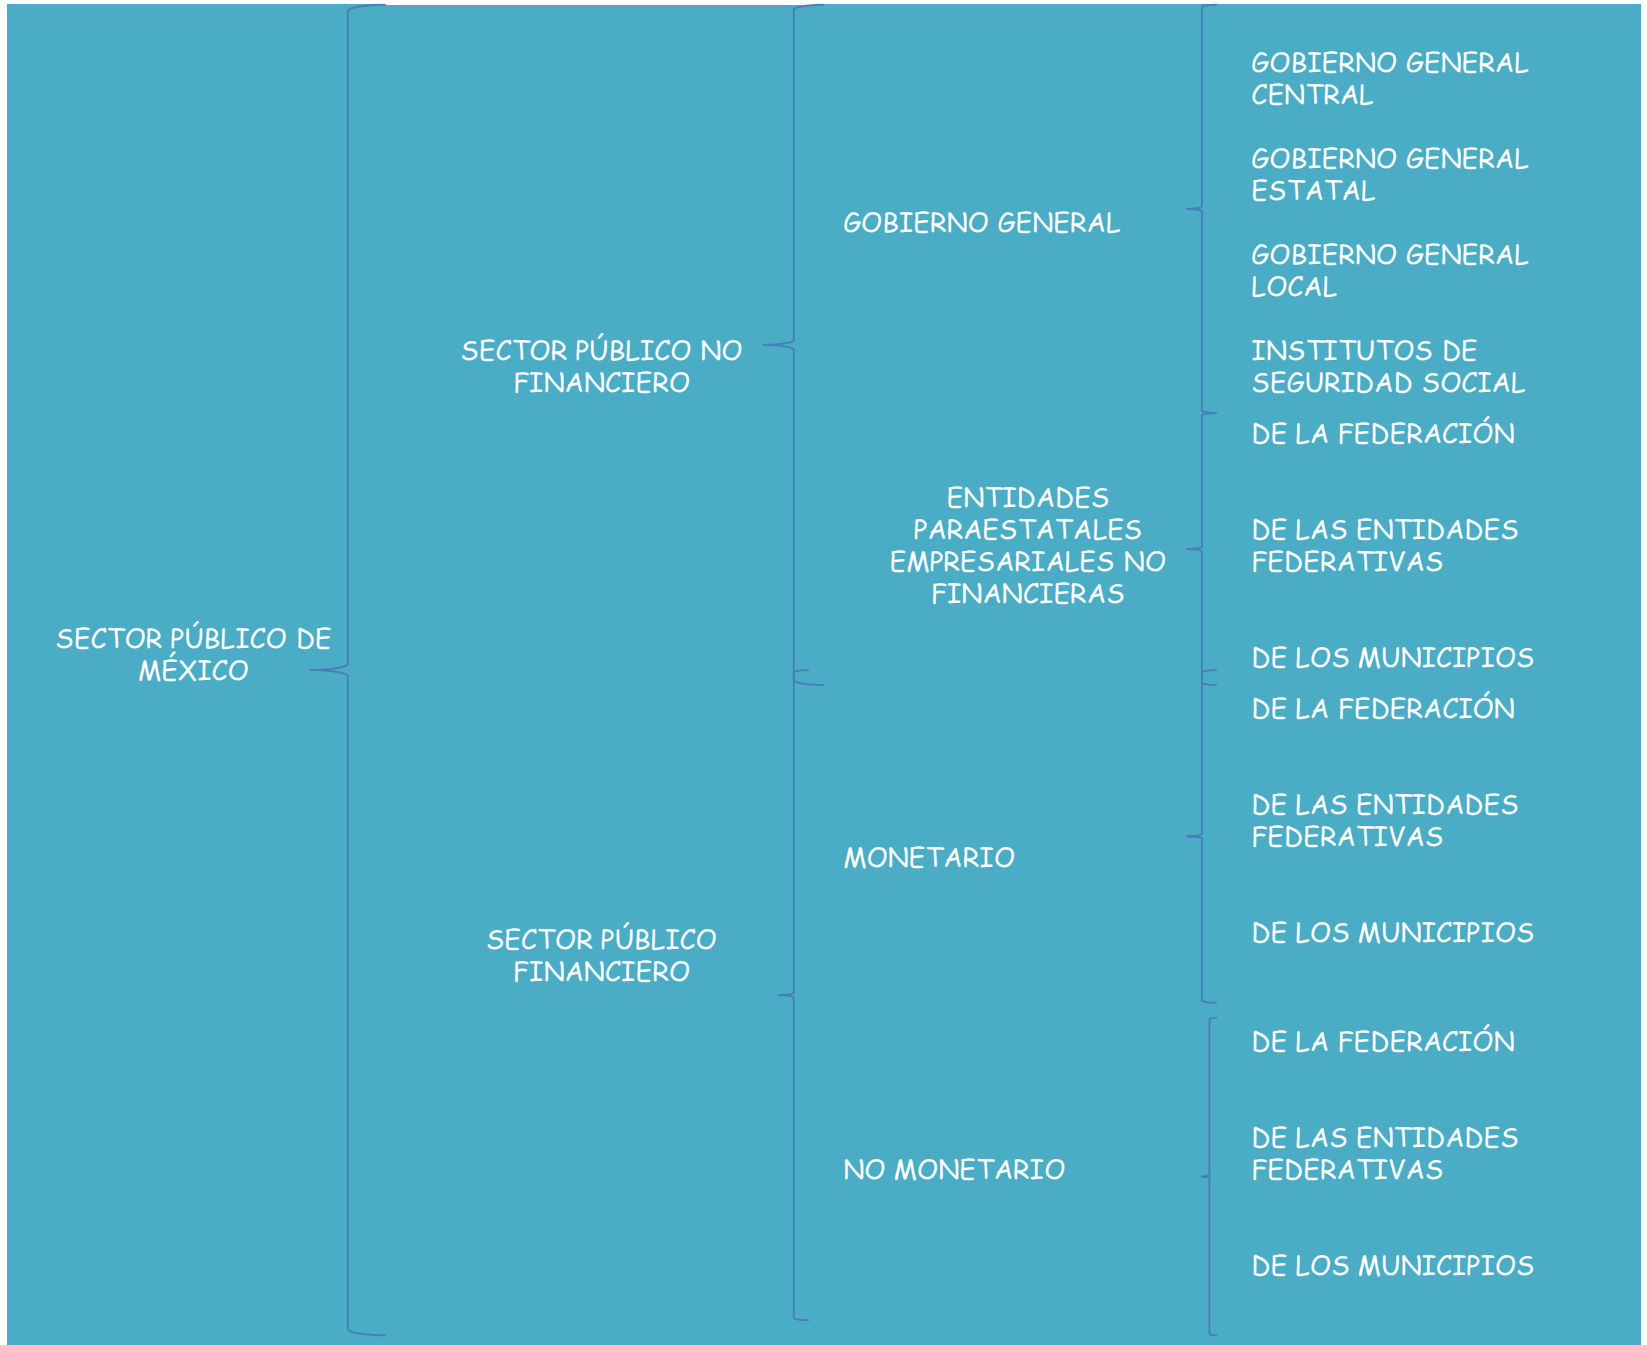 SECTOR PÚBLICO DE
MÉXICO
SECTOR PÚBLICO NO
FINANCIERO
GOBIERNO GENERAL
GOBIERNO GENERAL
CENTRAL
GOBIERNO GENERAL
ESTATAL
GOBIERNO GENERAL
LOCAL
INSTITUTOS DE
SEGURIDAD SOCIAL
ENTIDADES
PARAESTATALES
EMPRESARIALES NO
FINANCIERAS
DE LA FEDERACIÓN
DE LAS ENTIDADES
FEDERATIVAS
DE LOS MUNICIPIOS
SECTOR PÚBLICO
FINANCIERO
MONETARIO
DE LA FEDERACIÓN
DE LAS ENTIDADES
FEDERATIVAS
DE LOS MUNICIPIOS
NO MONETARIO
DE LA FEDERACIÓN
DE LAS ENTIDADES
FEDERATIVAS
DE LOS MUNICIPIOS